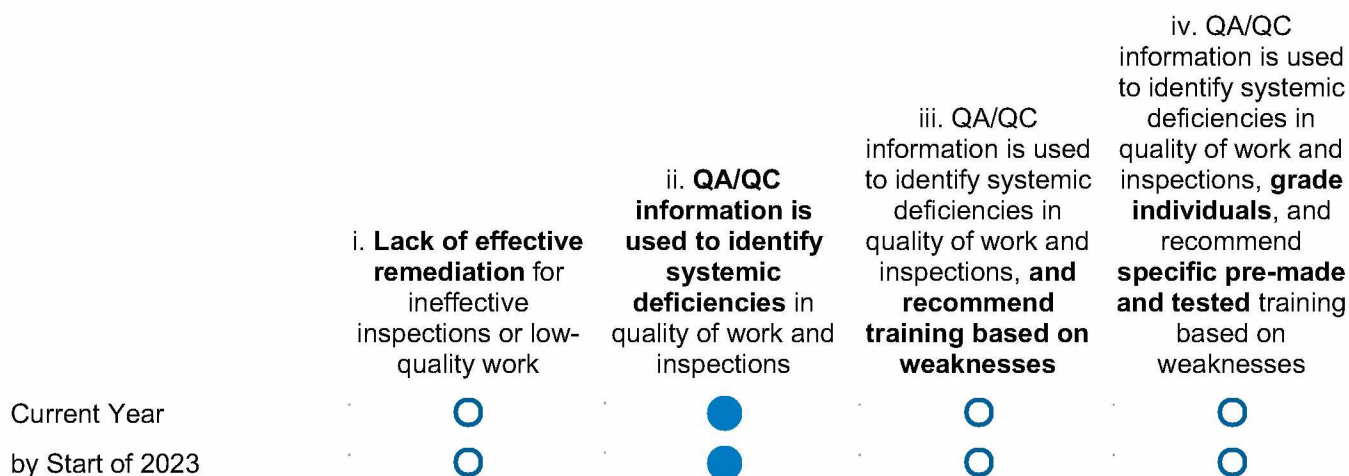 i. Lack of effective
remediation for
ineffective
inspections or low-
quality work
ii. QA/QC
information is
used to identify
systemic
deficiencies in
quality of work and
inspections
iii. QA/QC
information is used
to identify systemic
deficiencies in
quality of work and
inspections, and
recommend
training based on
weaknesses
iv. QA/QC
information is used
to identify systemic
deficiencies in
quality of work and
inspections, grade
individuals, and
recommend
specific pre-made
and tested training
based on
weaknesses
Current Year
by Start of 2023